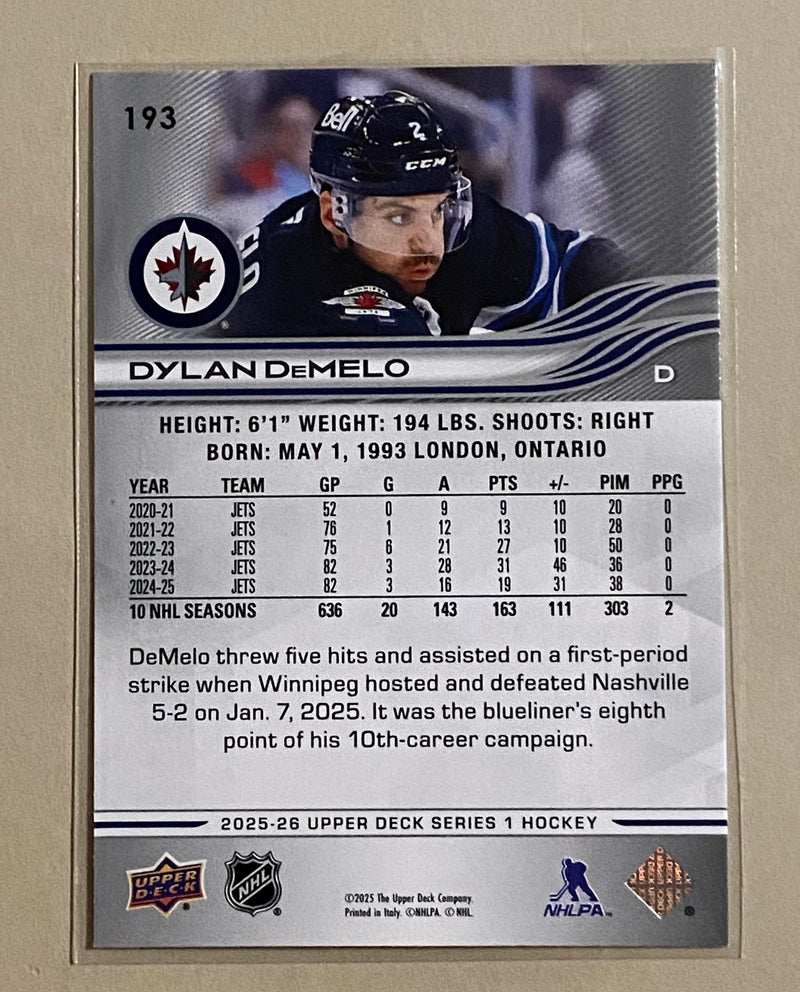 193
Bell
2
CCM
WINNIPEG
JETS
DYLAN DeMELO
D
HEIGHT: 6'1" WEIGHT: 194 LBS. SHOOTS: RIGHT
BORN: MAY 1, 1993 LONDON, ONTARIO
YEAR TEAM GP G A PTS +/- PIM PPG
2020-21 JETS 52 0 9 9 10 20 0
2021-22 JETS 76 1 12 13 10 28 0
2022-23 JETS 75 6 21 27 10 50 0
2023-24 JETS 82 3 28 31 46 36 0
2024-25 JETS 82 3 16 19 31 38 0
10 NHL SEASONS 636 20 143 163 111 303 2
DeMelo threw five hits and assisted on a first-period
strike when Winnipeg hosted and defeated Nashville
5-2 on Jan. 7, 2025. It was the blueliner's eighth
point of his 10th-career campaign.
2025-26 UPPER DECK SERIES 1 HOCKEY
UPPER
D·E·C·K
®
NHL
®
©2025 The Upper Deck Company.
Printed in Italy. ©NHLPA. © NHL.
NHLPA™
®